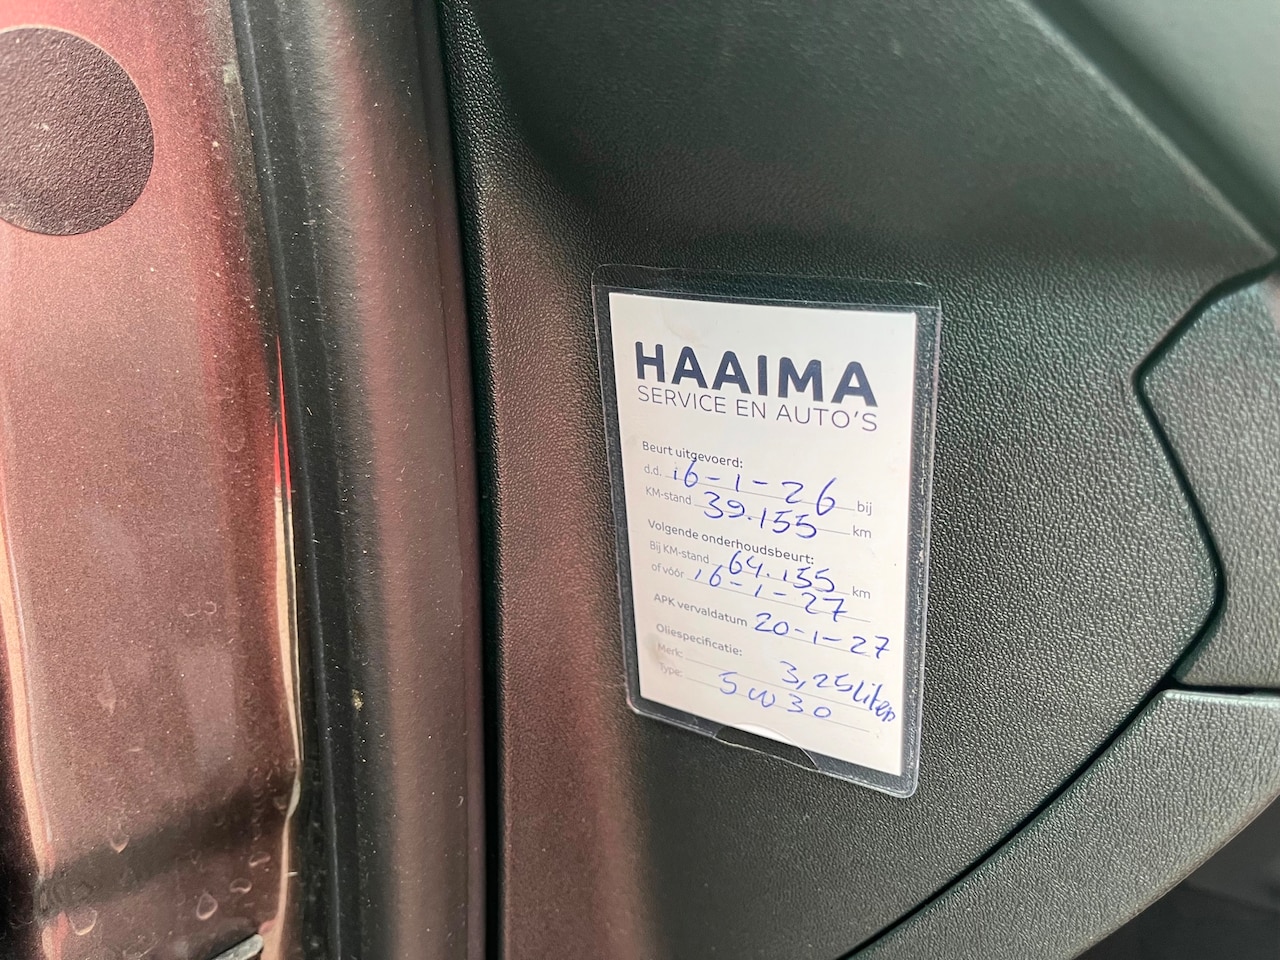 HAAIMA
SERVICE EN AUTO'S
Beurt uitgevoerd:
d.d. 16-1-26 bij
KM-stand 39.155 km
Volgende onderhoudsbeurt:
Bij KM-stand 64.155 km
of vóór 16-1-27
APK vervaldatum 20-1-27
Oliespecificatie:
Merk: 3,25 liter
Type: 5W30